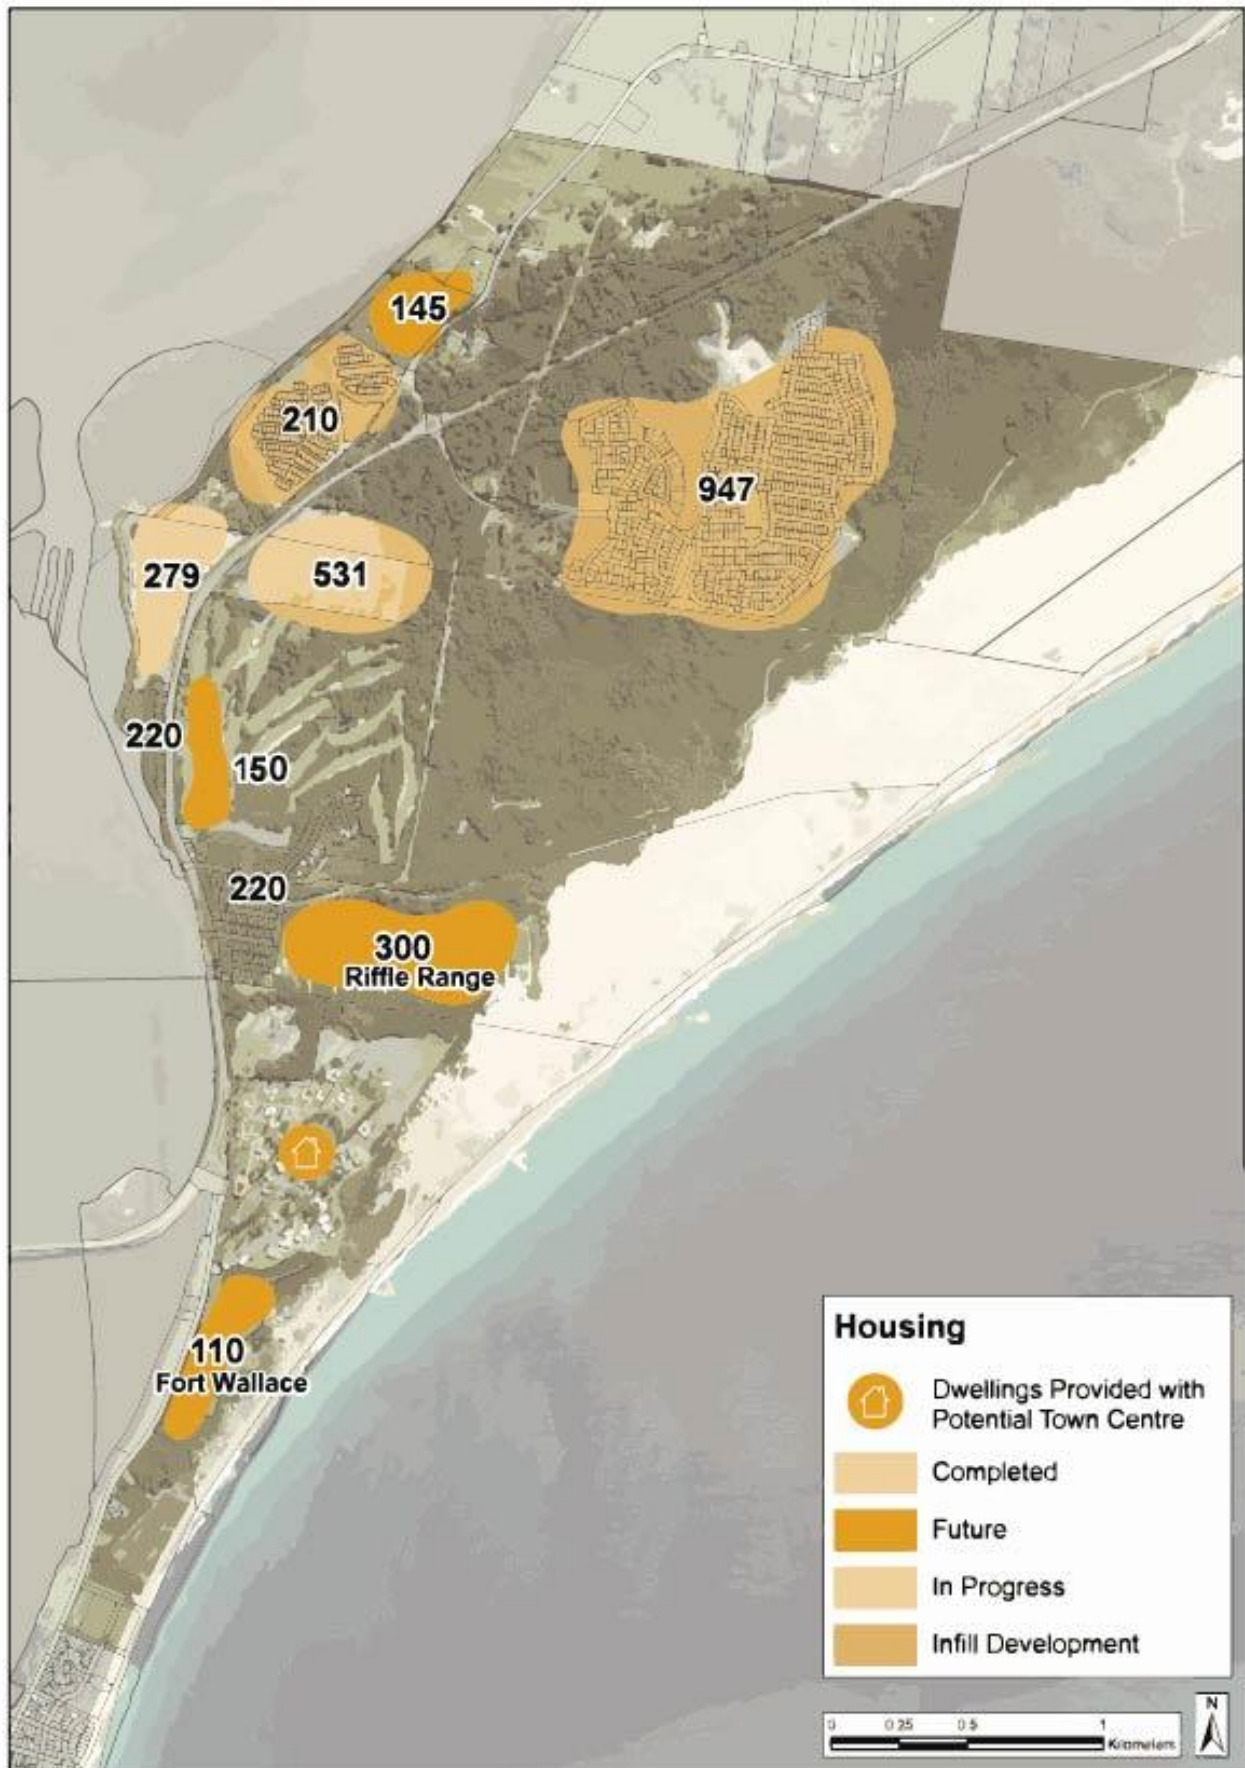 145
210
947
279
531
220
150
220
300
Riffle Range
110
Fort Wallace
Housing
Dwellings Provided with
Potential Town Centre
Completed
Future
In Progress
Infill Development
N
0 0.25 0.5 1
Kilometers